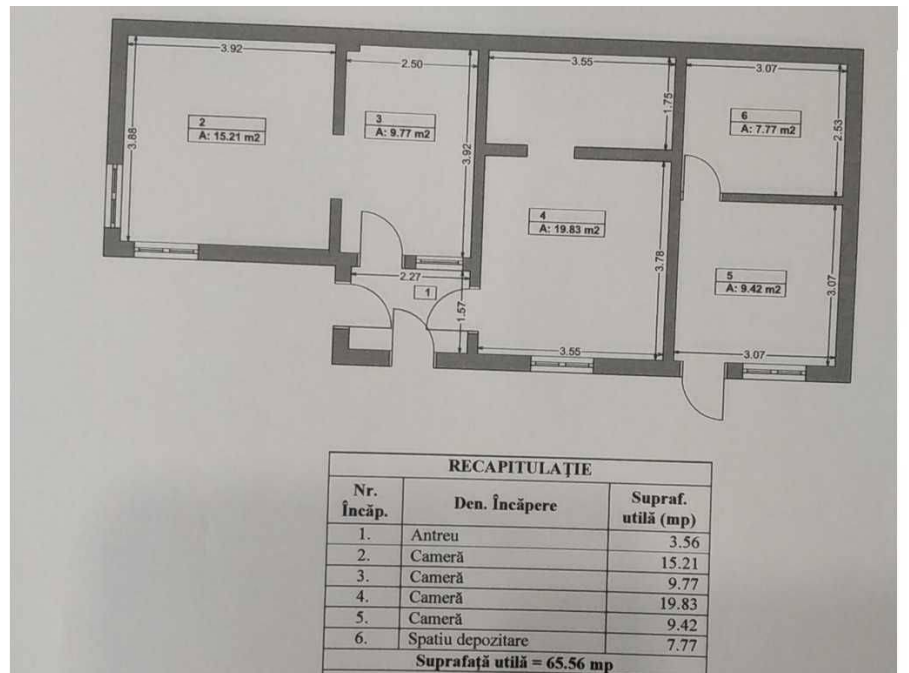 3.92
2.50
3.55
3.07
3.88
2
A: 15.21 m2
3
A: 9.77 m2
3.92
1.75
6
A: 7.77 m2
2.53
4
A: 19.83 m2
3.78
5
A: 9.42 m2
3.07
2.27
1
1.57
3.55
3.07
RECAPITULAȚIE
Nr. Încăp. Den. Încăpere Supraf. utilă (mp)
1. Antreu 3.56
2. Cameră 15.21
3. Cameră 9.77
4. Cameră 19.83
5. Cameră 9.42
6. Spatiu depozitare 7.77
Suprafață utilă = 65.56 mp